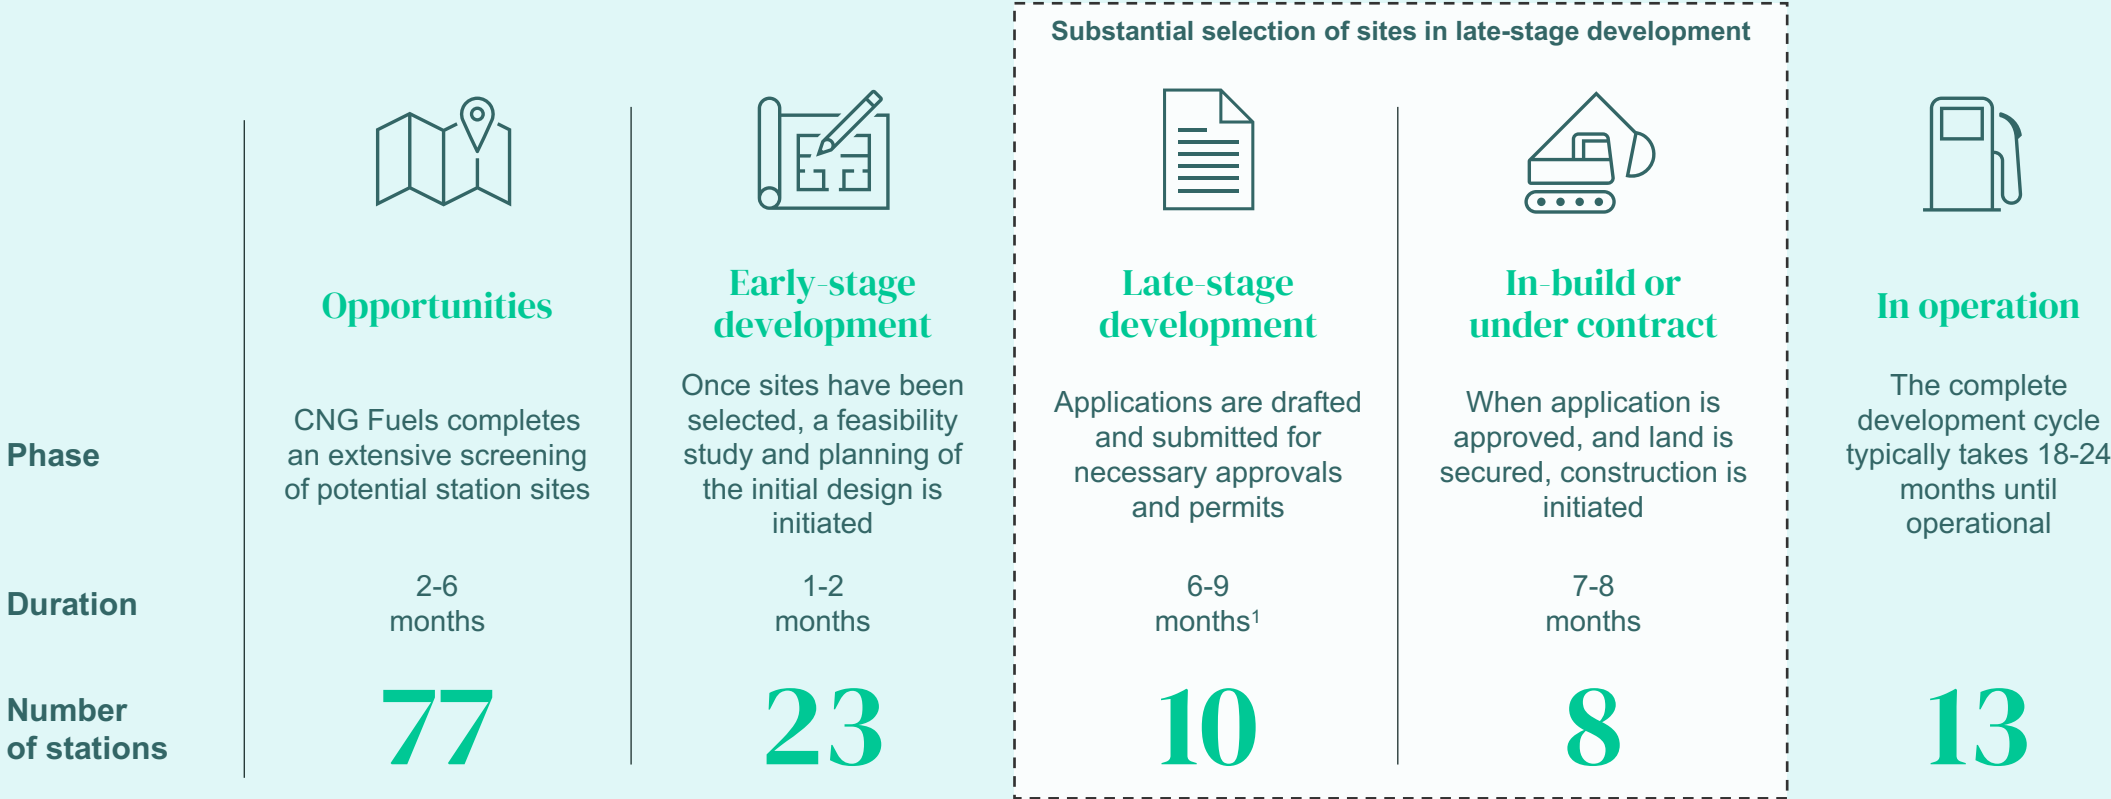 Substantial selection of sites in late-stage development
Opportunities
Early-stage
development
Late-stage
development
In-build or
under contract
In operation
Phase
CNG Fuels completes
an extensive screening
of potential station sites
Once sites have been
selected, a feasibility
study and planning of
the initial design is
initiated
Applications are drafted
and submitted for
necessary approvals
and permits
When application is
approved, and land is
secured, construction is
initiated
The complete
development cycle
typically takes 18-24
months until
operational
Duration
2-6
months
1-2
months
6-9
months¹
7-8
months
Number
of stations
77
23
10
8
13